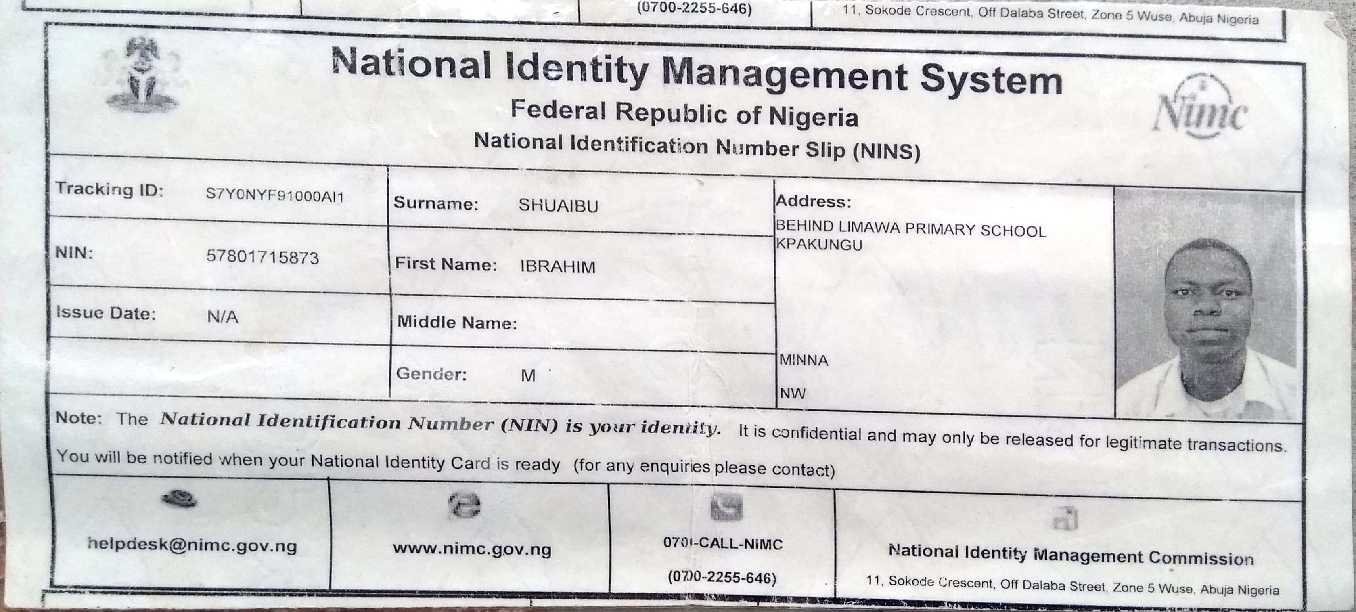 (0700-2255-646)
11, Sokode Crescent, Off Dalaba Street, Zone 5 Wuse, Abuja Nigeria
National Identity Management System
Federal Republic of Nigeria
National Identification Number Slip (NINS)
Nimc
Tracking ID: S7Y0NYF91000AI1
Surname: SHUAIBU
Address:
BEHIND LIMAWA PRIMARY SCHOOL
KPAKUNGU
NIN: 57801715873
First Name: IBRAHIM
Issue Date: N/A
Middle Name:
MINNA
Gender: M
NW
Note: The National Identification Number (NIN) is your identity. It is confidential and may only be released for legitimate transactions.
You will be notified when your National Identity Card is ready (for any enquiries please contact)
helpdesk@nimc.gov.ng
www.nimc.gov.ng
0700-CALL-NIMC
(0700-2255-646)
National Identity Management Commission
11, Sokode Crescent, Off Dalaba Street, Zone 5 Wuse, Abuja Nigeria